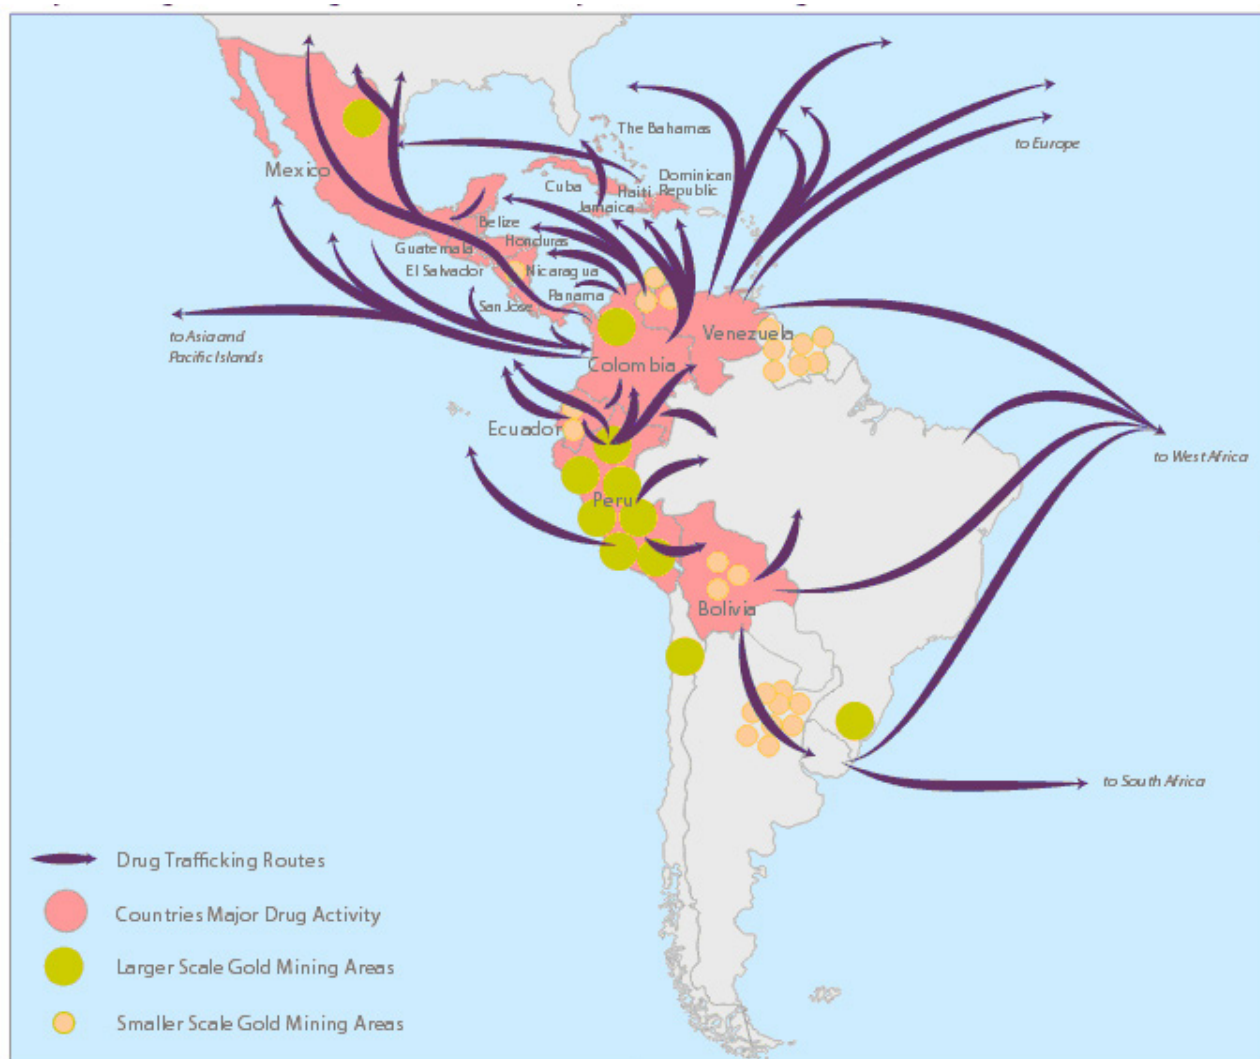 The Bahamas
to Europe
Mexico
Dominican
Republic
Cuba
Haiti
Jamaica
Belize
Guatemala
Honduras
El Salvador
Nicaragua
Panama
San Jose
Venezuela
to Asia and
Pacific Islands
Colombia
Ecuador
to West Africa
Peru
Bolivia
to South Africa
Drug Trafficking Routes
Countries Major Drug Activity
Larger Scale Gold Mining Areas
Smaller Scale Gold Mining Areas